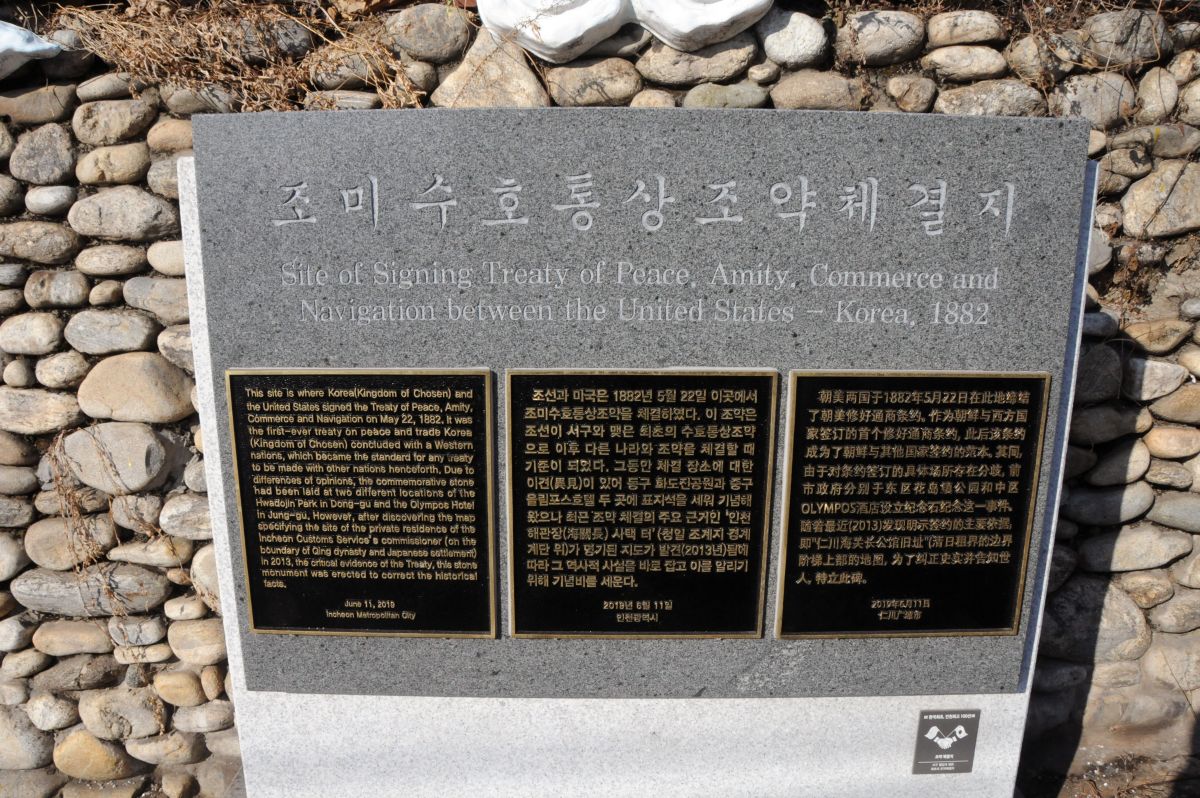 조미수호통상조약체결지
Site of Signing Treaty of Peace, Amity, Commerce and
Navigation between the United States – Korea, 1882
This site is where Korea(Kingdom of Chosen) and
the United States signed the Treaty of Peace, Amity,
Commerce and Navigation on May 22, 1882. It was
the first-ever treaty on peace and trade Korea
(Kingdom of Chosen) concluded with a Western
nations, which became the standard for any treaty
to be made with other nations henceforth. Due to
differences of opinions, the commemorative stone
had been laid at two different locations of the
Hwadojin Park in Dong-gu and the Olympos Hotel
in Jung-gu. However, after discovering the map
specifying the site of the private residence of the
Incheon Customs Service's commissioner (on the
boundary of Qing dynasty and Japanese settlement)
in 2013, the critical evidence of the Treaty, this stone
monument was erected to correct the historical
facts.
June 11, 2019
Incheon Metropolitan City
조선과 미국은 1882년 5월 22일 이곳에서
조미수호통상조약을 체결하였다. 이 조약은
조선이 서구와 맺은 최초의 수호통상조약
으로 이후 다른 나라와 조약을 체결할 때
기준이 되었다. 그동안 체결 장소에 대한
이견(異見)이 있어 동구 화도진공원과 중구
올림포스호텔 두 곳에 표지석을 세워 기념해
왔으나 최근 조약 체결의 주요 근거인 '인천
해관장(海關長) 사택 터' (청일 조계지 경계
계단 위)가 명기된 지도가 발견(2013년)됨에
따라 그 역사적 사실을 바로 잡고 이를 알리기
위해 기념비를 세운다.
2019년 6월 11일
인천광역시
朝美两国于1882年5月22日在此地缔结
了朝美修好通商条约。作为朝鲜与西方国
家签订的首个修好通商条约，此后该条约
成为了朝鲜与其他国家签约的范本。其间，
由于对条约签订的具体场所存在分歧，前
市政府分别于东区花岛镇公园和中区
OLYMPOS酒店设立纪念石纪念这一事件。
随着最近(2013)发现明示签约的主要依据，
即“仁川海关长公馆旧址”(清日租界的边界
阶梯上部)的地图，为了纠正史实并告知世
人，特立此碑。
2019年6月11日
仁川广域市
조약 체결지